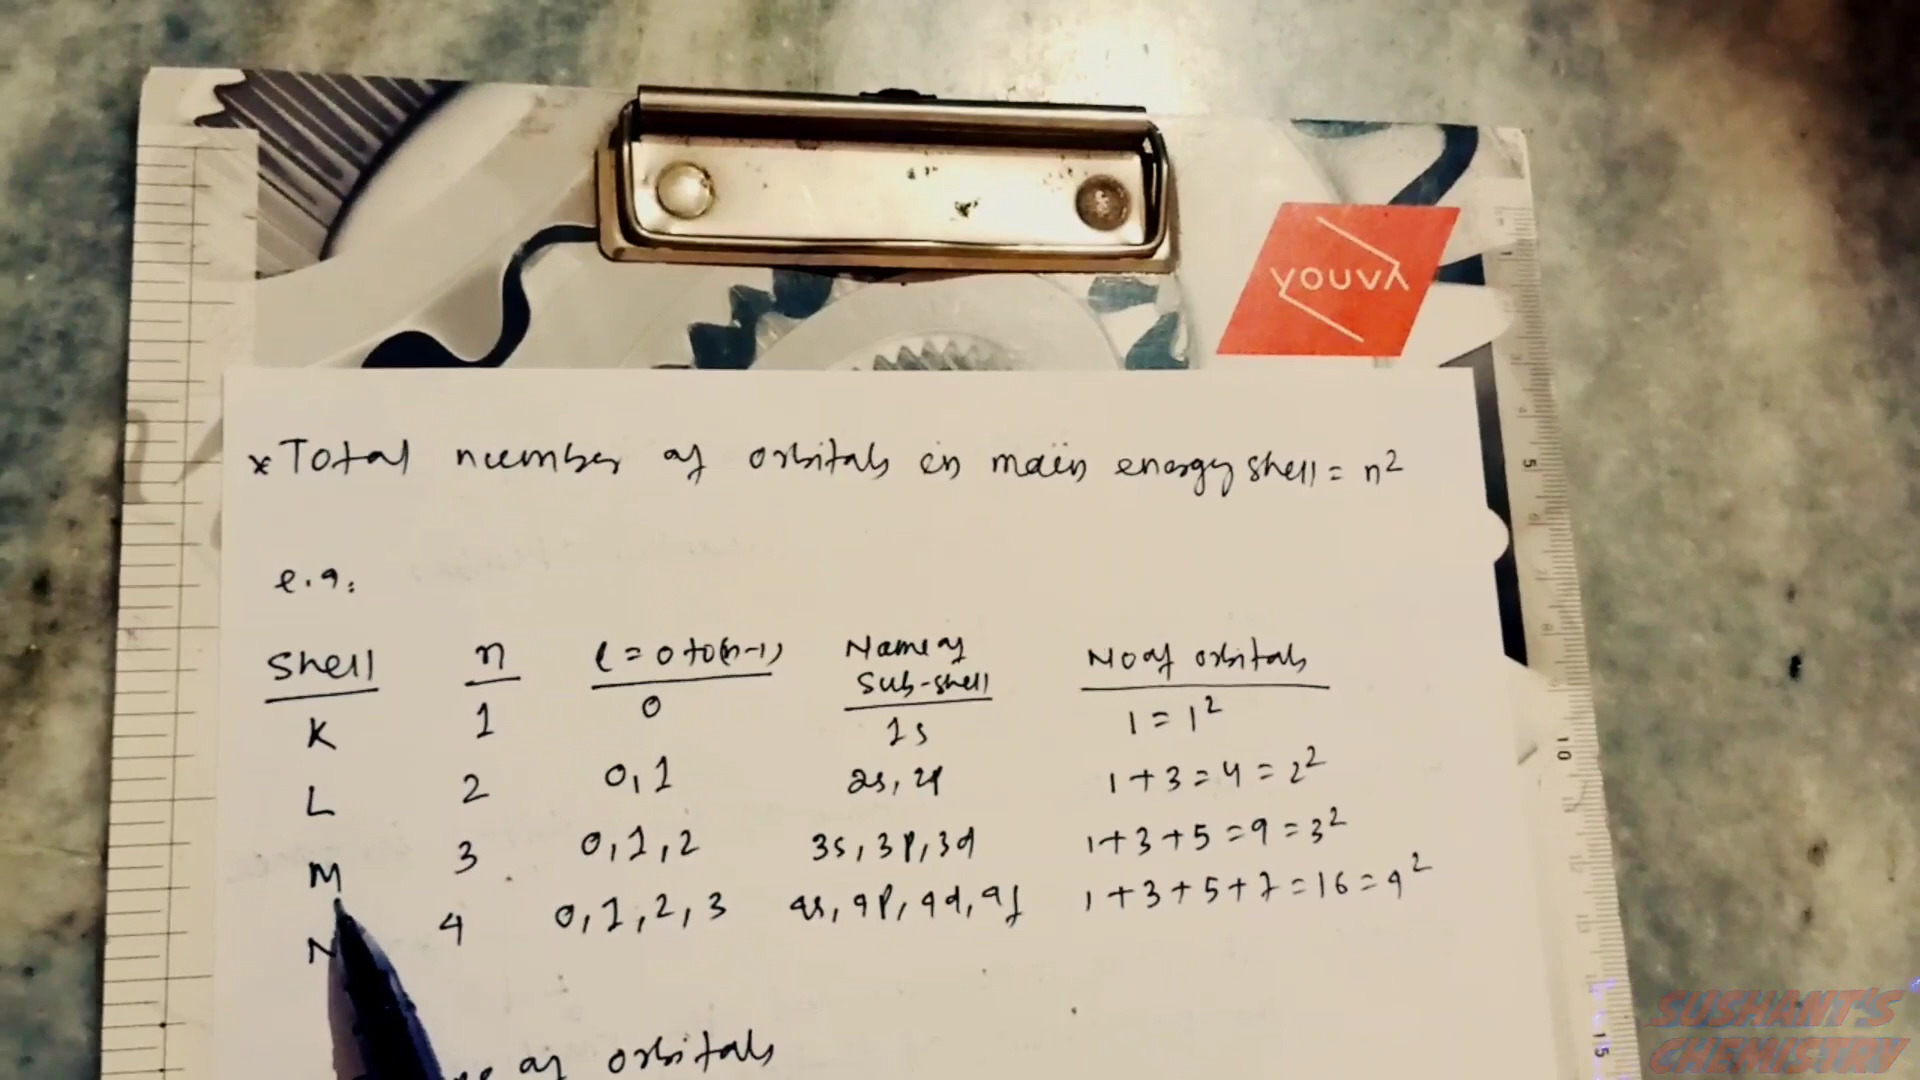 YOUVA
* Total number of orbitals in main energy shell = n²
e.g.
Shell n l = 0 to (n-1) Name of Sub-shell No of orbitals
K 1 0 1s 1 = 1²
L 2 0,1 2s, 2p 1+3 = 4 = 2²
M 3 0,1,2 3s, 3p, 3d 1+3+5 = 9 = 3²
N 4 0,1,2,3 4s, 4p, 4d, 4f 1+3+5+7 = 16 = 4²
of orbitals
SUSHANT'S
CHEMISTRY